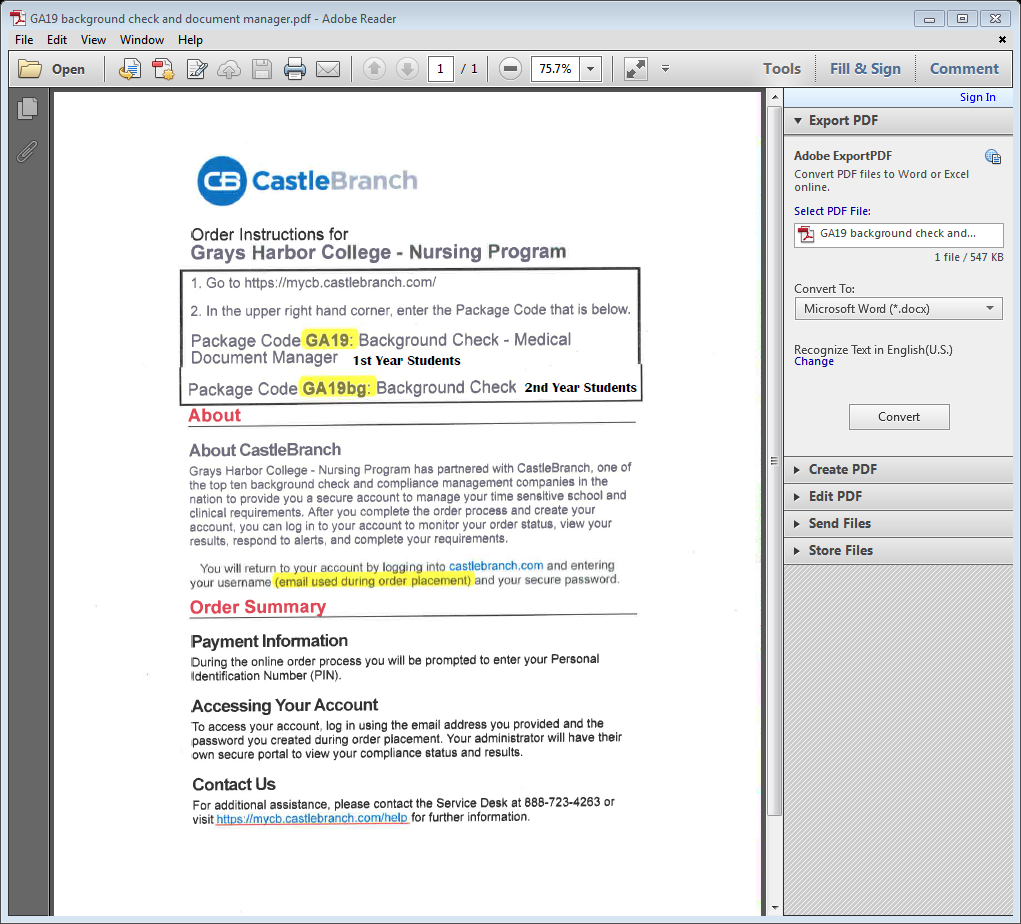 GA19 background check and document manager.pdf - Adobe Reader
File Edit View Window Help
Open 1 / 1 75.7% Tools Fill & Sign Comment
Sign In
Export PDF
Adobe ExportPDF
Convert PDF files to Word or Excel
online.
Select PDF File:
GA19 background check and...
1 file / 547 KB
Convert To:
Microsoft Word (*.docx)
Recognize Text in English(U.S.)
Change
Convert
Create PDF
Edit PDF
Send Files
Store Files
CB CastleBranch
Order Instructions for
Grays Harbor College - Nursing Program
1. Go to https://mycb.castlebranch.com/
2. In the upper right hand corner, enter the Package Code that is below.
Package Code GA19: Background Check - Medical
Document Manager 1st Year Students
Package Code GA19bg: Background Check 2nd Year Students
About
About CastleBranch
Grays Harbor College - Nursing Program has partnered with CastleBranch, one of
the top ten background check and compliance management companies in the
nation to provide you a secure account to manage your time sensitive school and
clinical requirements. After you complete the order process and create your
account, you can log in to your account to monitor your order status, view your
results, respond to alerts, and complete your requirements.
You will return to your account by logging into castlebranch.com and entering
your username (email used during order placement) and your secure password.
Order Summary
Payment Information
During the online order process you will be prompted to enter your Personal
Identification Number (PIN).
Accessing Your Account
To access your account, log in using the email address you provided and the
password you created during order placement. Your administrator will have their
own secure portal to view your compliance status and results.
Contact Us
For additional assistance, please contact the Service Desk at 888-723-4263 or
visit https://mycb.castlebranch.com/help for further information.